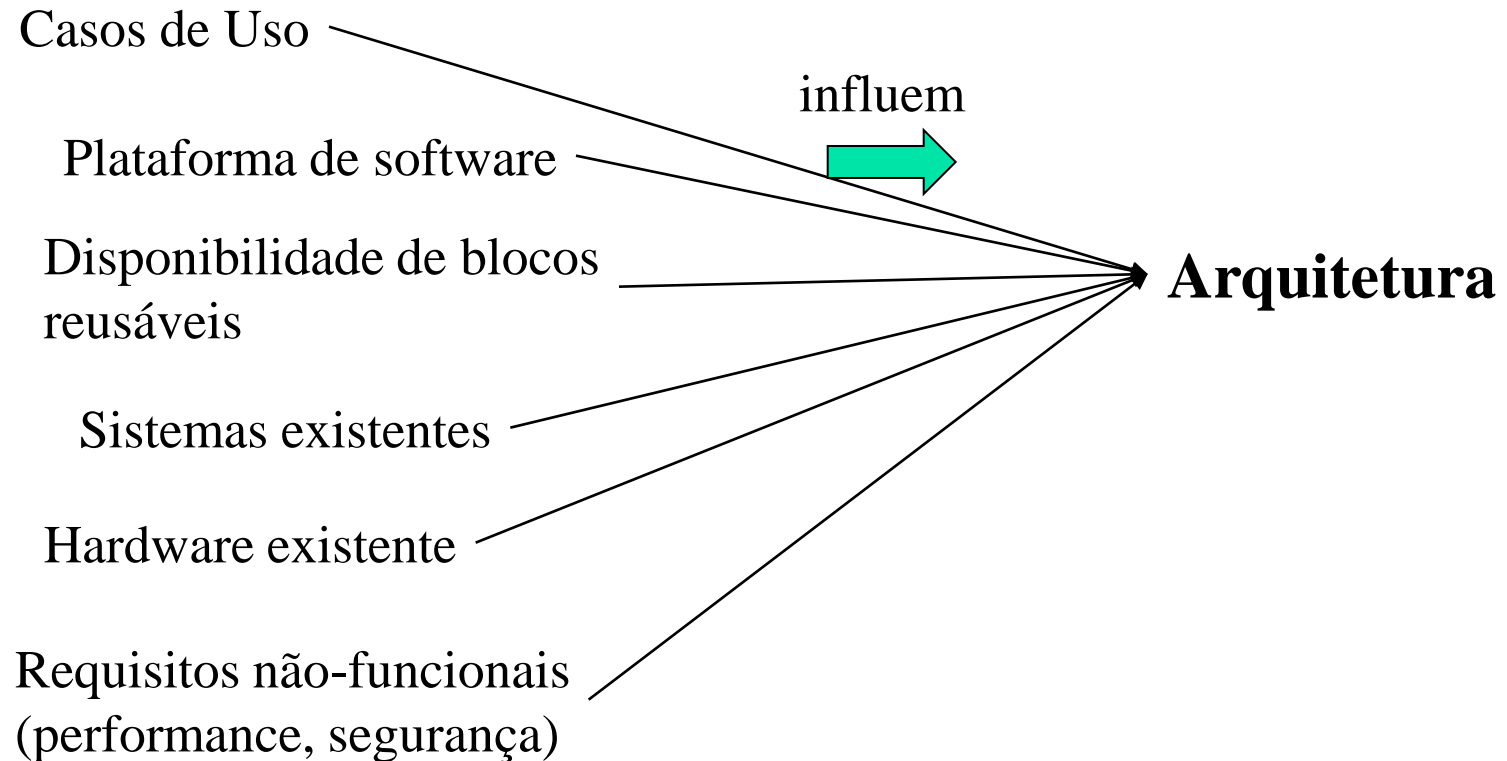 Casos de Uso
influem
Plataforma de software
Disponibilidade de blocos
reusáveis
Arquitetura
Sistemas existentes
Hardware existente
Requisitos não-funcionais
(performance, segurança)